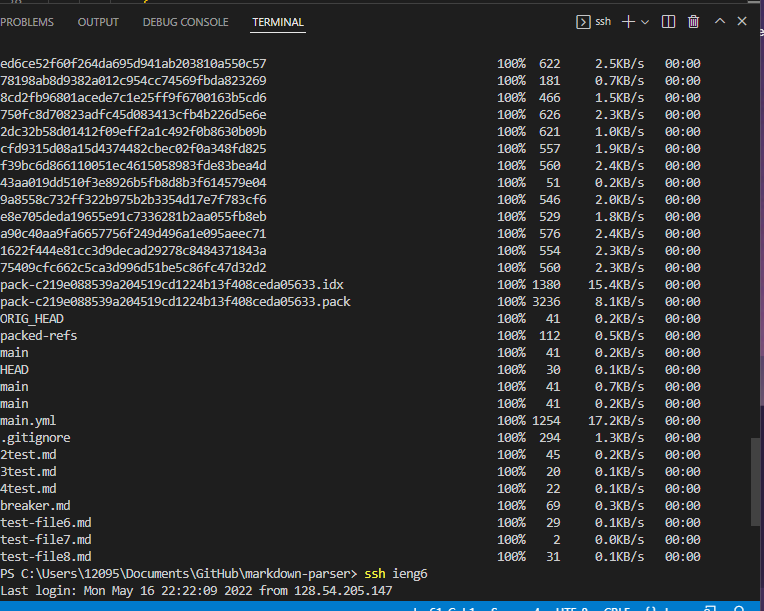 PROBLEMS OUTPUT DEBUG CONSOLE TERMINAL ssh
ed6ce52f60f264da695d941ab203810a550c57 100% 622 2.5KB/s 00:00
78198ab8d9382a012c954cc74569fbda823269 100% 181 0.7KB/s 00:00
8cd2fb96801acede7c1e25ff9f6700163b5cd6 100% 466 1.5KB/s 00:00
750fc8d70823adfc45d083413cfb4b226d5e6e 100% 626 2.3KB/s 00:00
2dc32b58d01412f09eff2a1c492f0b8630b09b 100% 621 1.0KB/s 00:00
cfd9315d08a15d4374482cbec02f0a348fd825 100% 557 1.9KB/s 00:00
f39bc6d866110051ec4615058983fde83bea4d 100% 560 2.4KB/s 00:00
43aa019dd510f3e8926b5fb8d8b3f614579e04 100% 51 0.2KB/s 00:00
9a8558c732ff322b975b2b3354d17e7f783cf6 100% 546 2.0KB/s 00:00
e8e705deda19655e91c7336281b2aa055fb8eb 100% 529 1.8KB/s 00:00
a90c40aa9fa6657756f249d496a1e095aeec71 100% 576 2.4KB/s 00:00
1622f444e81cc3d9decad29278c8484371843a 100% 554 2.3KB/s 00:00
75409cfc662c5ca3d996d51be5c86fc47d32d2 100% 560 2.3KB/s 00:00
pack-c219e088539a204519cd1224b13f408ceda05633.idx 100% 1380 15.4KB/s 00:00
pack-c219e088539a204519cd1224b13f408ceda05633.pack 100% 3236 8.1KB/s 00:00
ORIG_HEAD 100% 41 0.2KB/s 00:00
packed-refs 100% 112 0.5KB/s 00:00
main 100% 41 0.2KB/s 00:00
HEAD 100% 30 0.1KB/s 00:00
main 100% 41 0.7KB/s 00:00
main 100% 41 0.2KB/s 00:00
main.yml 100% 1254 17.2KB/s 00:00
.gitignore 100% 294 1.3KB/s 00:00
2test.md 100% 45 0.2KB/s 00:00
3test.md 100% 20 0.1KB/s 00:00
4test.md 100% 22 0.1KB/s 00:00
breaker.md 100% 69 0.3KB/s 00:00
test-file6.md 100% 29 0.1KB/s 00:00
test-file7.md 100% 2 0.0KB/s 00:00
test-file8.md 100% 31 0.1KB/s 00:00
PS C:\Users\12095\Documents\GitHub\markdown-parser> ssh ieng6
Last login: Mon May 16 22:22:09 2022 from 128.54.205.147